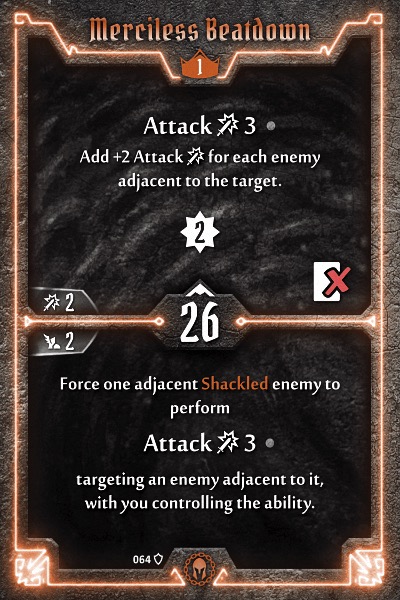 Merciless Beatdown
1
Attack 3
Add +2 Attack for each enemy
adjacent to the target.
2
2
26
2
Force one adjacent Shackled enemy to
perform
Attack 3
targeting an enemy adjacent to it,
with you controlling the ability.
064